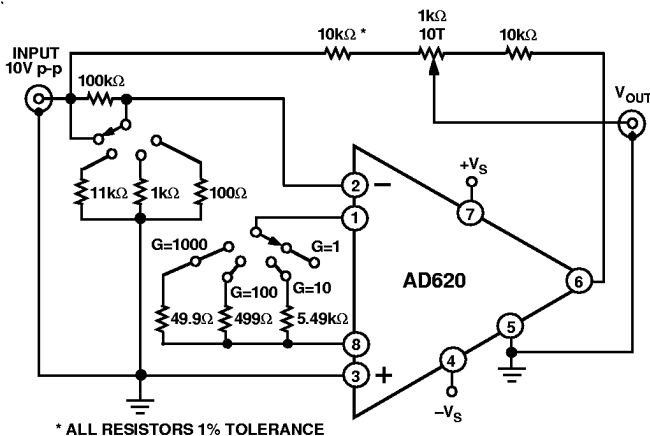 INPUT
10V p-p
100kΩ
11kΩ
1kΩ
100Ω
10kΩ *
1kΩ
10T
10kΩ
VOUT
G=1000
G=1
G=100
G=10
49.9Ω
499Ω
5.49kΩ
2
−
1
+VS
7
AD620
6
5
8
3
+
4
−VS
* ALL RESISTORS 1% TOLERANCE